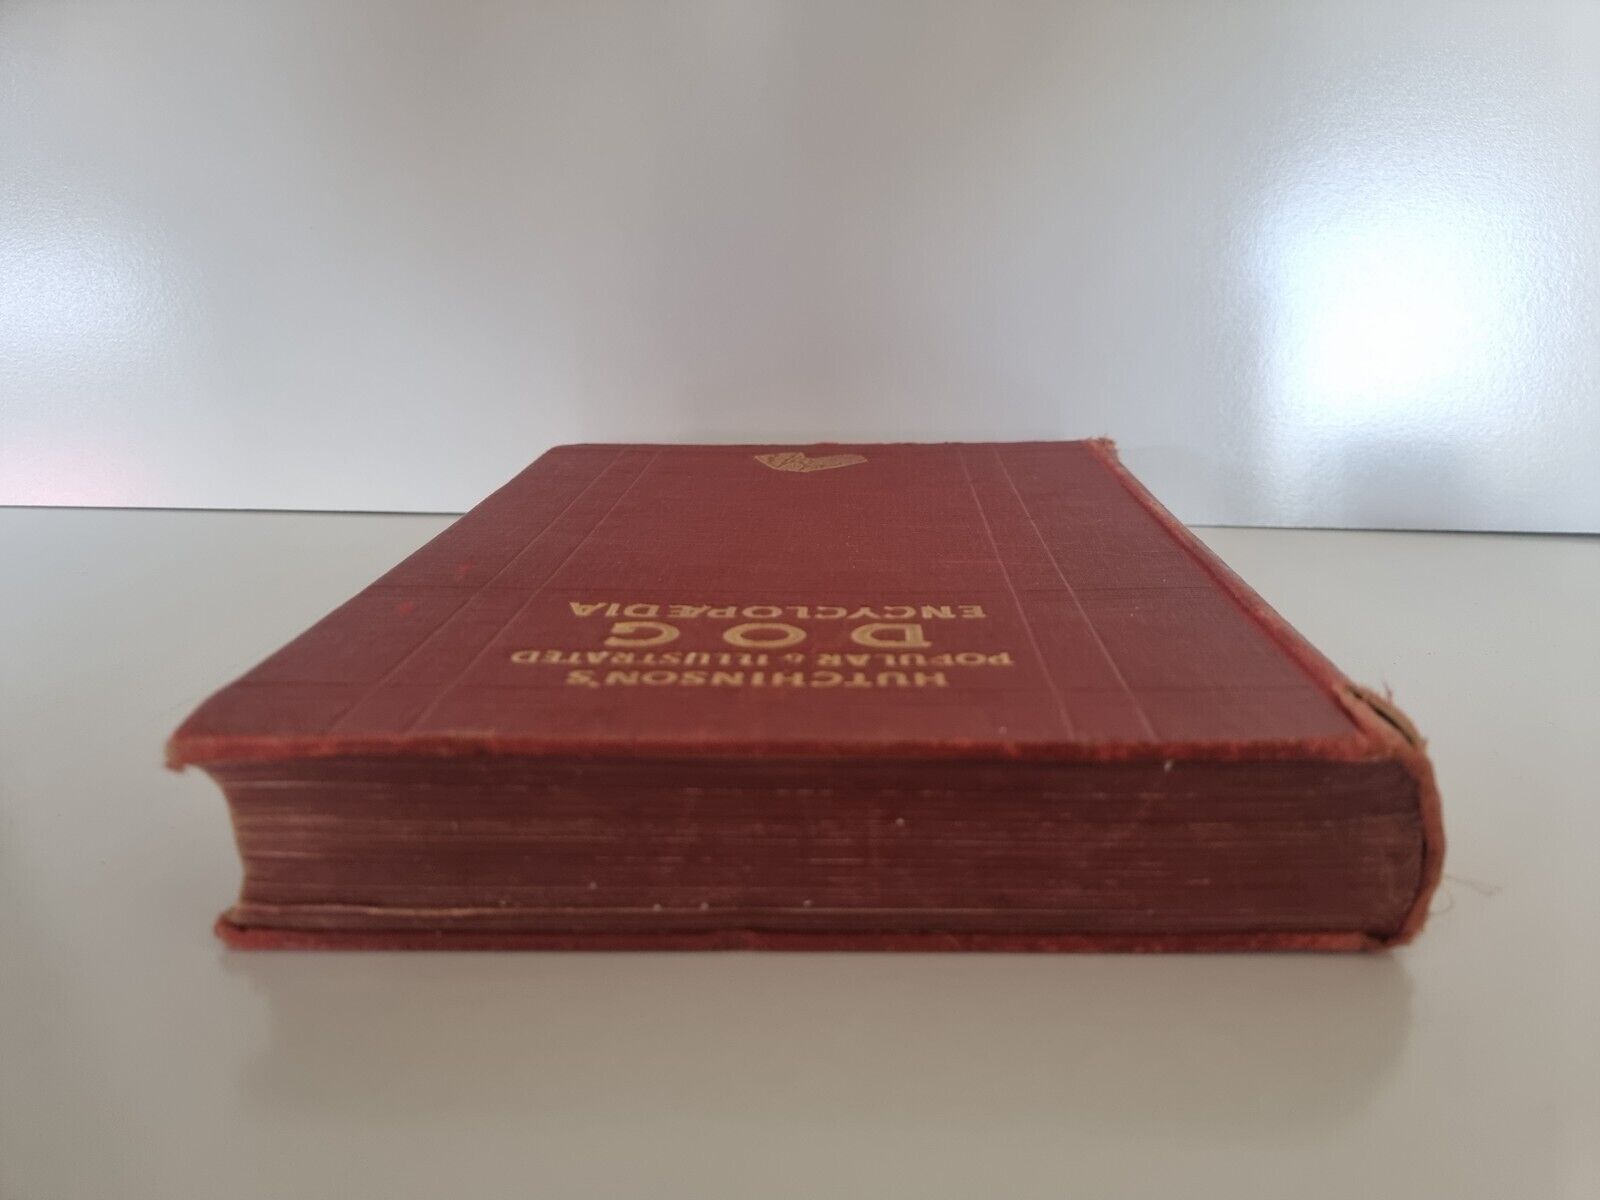 HUTCHINSON'S
POPULAR & ILLUSTRATED
DOG
ENCYCLOPÆDIA